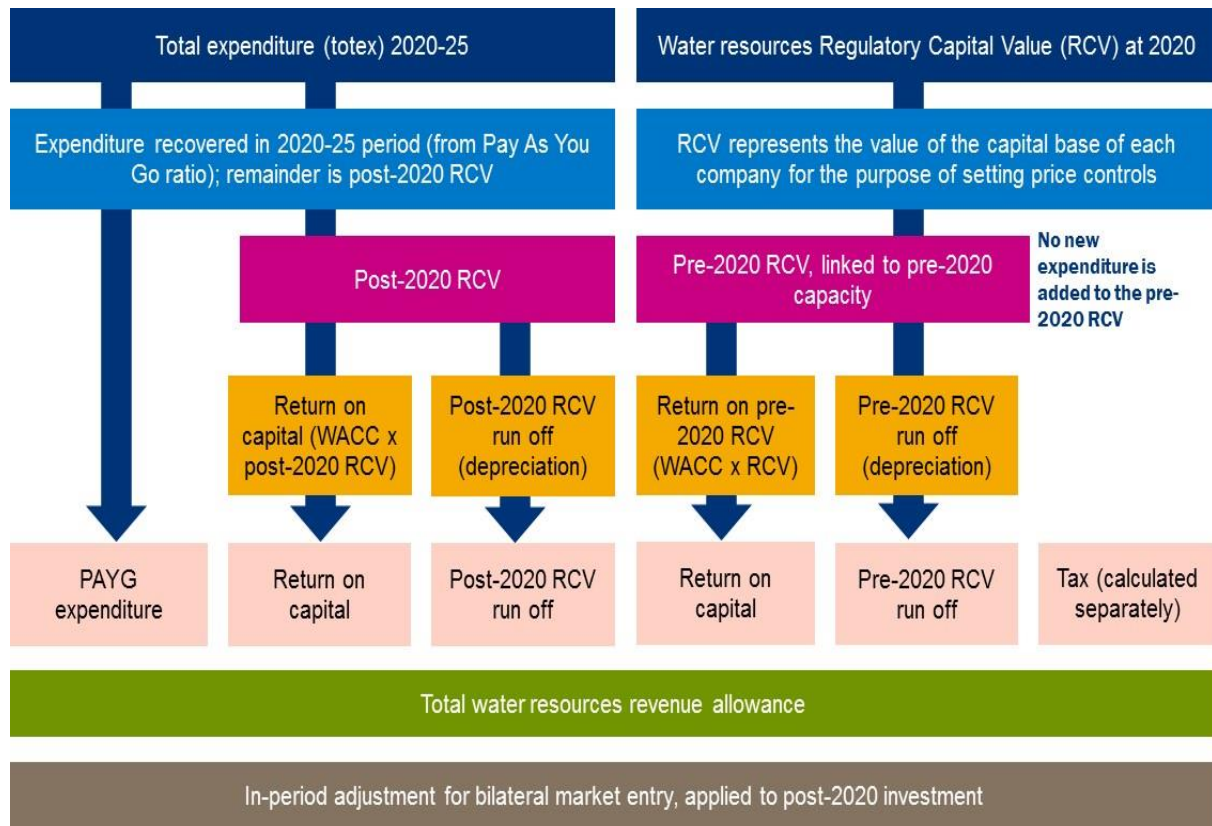 Total expenditure (totex) 2020-25
Water resources Regulatory Capital Value (RCV) at 2020
Expenditure recovered in 2020-25 period (from Pay As You
Go ratio); remainder is post-2020 RCV
RCV represents the value of the capital base of each
company for the purpose of setting price controls
Post-2020 RCV
Pre-2020 RCV, linked to pre-2020
capacity
No new
expenditure is
added to the pre-
2020 RCV
Return on
capital (WACC x
post-2020 RCV)
Post-2020 RCV
run off
(depreciation)
Return on pre-
2020 RCV
(WACC x RCV)
Pre-2020 RCV
run off
(depreciation)
PAYG
expenditure
Return on
capital
Post-2020 RCV
run off
Return on
capital
Pre-2020 RCV
run off
Tax (calculated
separately)
Total water resources revenue allowance
In-period adjustment for bilateral market entry, applied to post-2020 investment